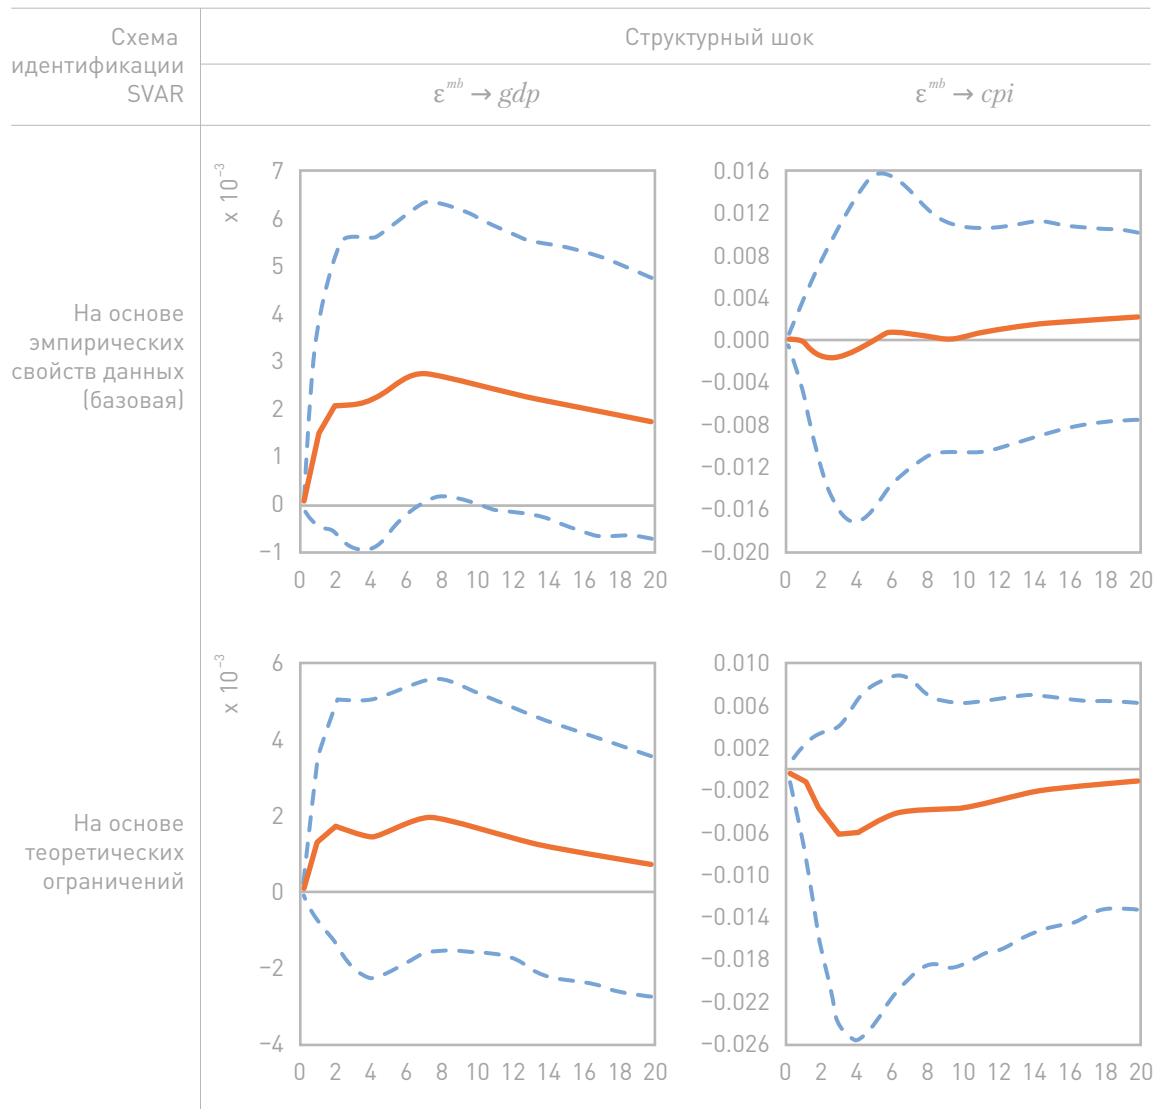 Схема
идентификации
SVAR
Структурный шок
ε^mb → gdp
ε^mb → cpi
На основе
эмпирических
свойств данных
(базовая)
x 10^−3
7
6
5
4
3
2
1
0
−1
0 2 4 6 8 10 12 14 16 18 20
0.016
0.012
0.008
0.004
0.000
−0.004
−0.008
−0.012
−0.016
−0.020
0 2 4 6 8 10 12 14 16 18 20
На основе
теоретических
ограничений
x 10^−3
6
4
2
0
−2
−4
0 2 4 6 8 10 12 14 16 18 20
0.010
0.006
0.002
−0.002
−0.006
−0.010
−0.014
−0.018
−0.022
−0.026
0 2 4 6 8 10 12 14 16 18 20